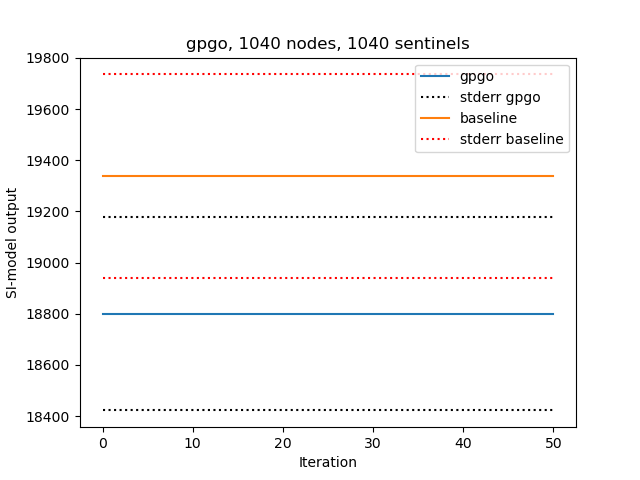 gpgo, 1040 nodes, 1040 sentinels
19800
19600
19400
19200
19000
18800
18600
18400
SI-model output
gpgo
stderr gpgo
baseline
stderr baseline
0 10 20 30 40 50
Iteration